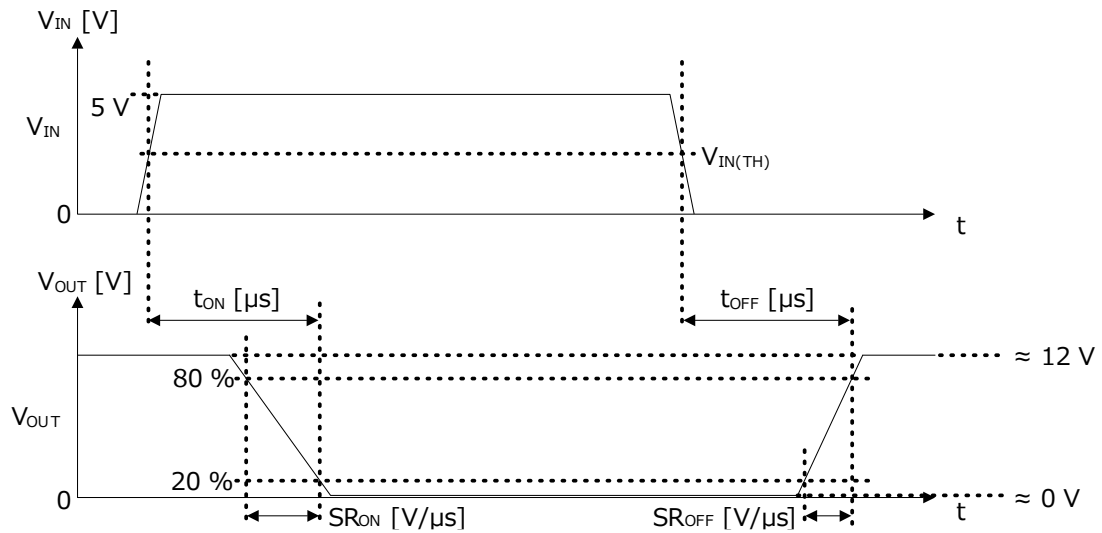 VIN [V]
5 V
VIN
VIN(TH)
0
t
VOUT [V]
tON [µs]
tOFF [µs]
≈ 12 V
80 %
VOUT
20 %
0
≈ 0 V
SRON [V/µs]
SROFF [V/µs]
t